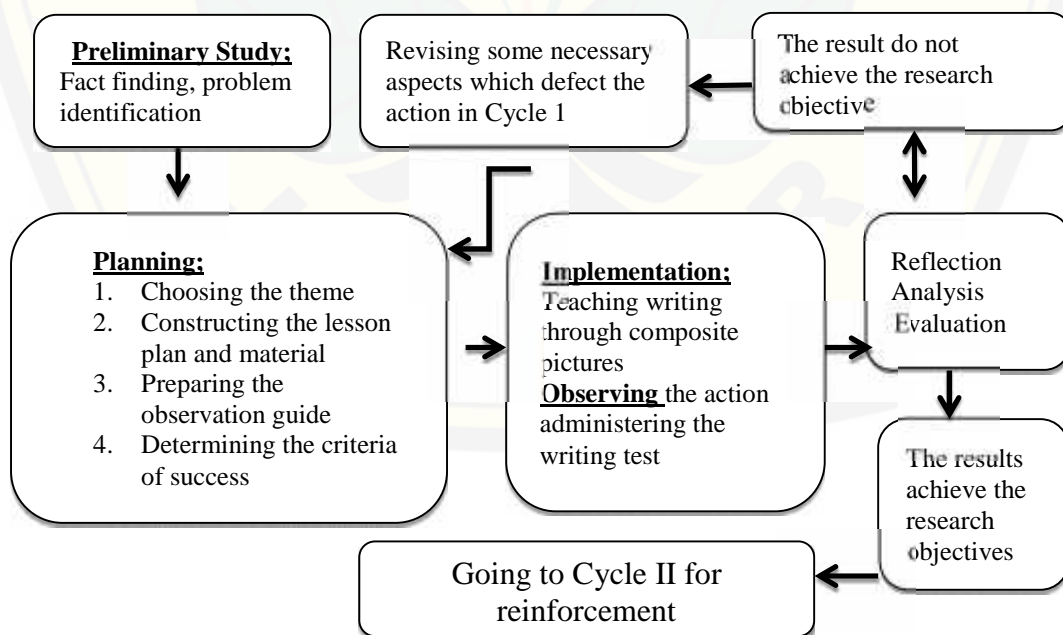 Preliminary Study;
Fact finding, problem
identification
Revising some necessary
aspects which defect the
action in Cycle 1
The result do not
achieve the research
objective
Planning;
1. Choosing the theme
2. Constructing the lesson
plan and material
3. Preparing the
observation guide
4. Determining the criteria
of success
Implementation;
Teaching writing
through composite
pictures
Observing the action
administering the
writing test
Reflection
Analysis
Evaluation
The results
achieve the
research
objectives
Going to Cycle II for
reinforcement